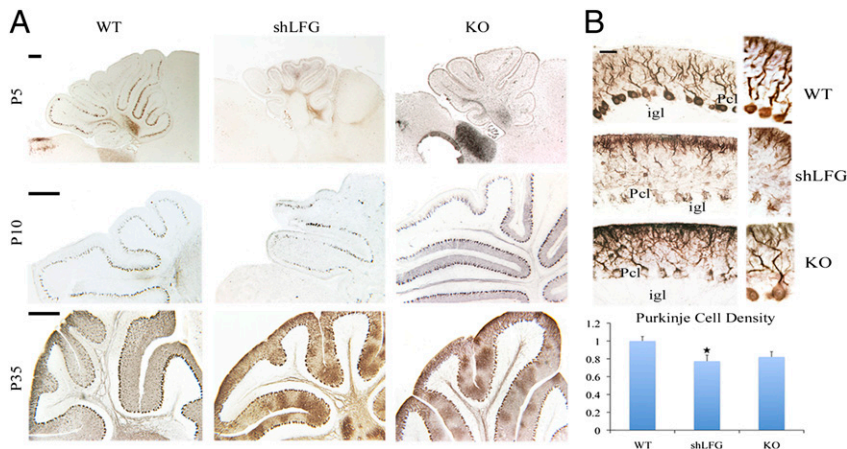 A
WT shLFG KO
P5
P10
P35
B
Pcl
igl
WT
Pcl
igl
shLFG
Pcl
igl
KO
Purkinje Cell Density
1.2
1
0.8
0.6
0.4
0.2
0
★
WT shLFG KO